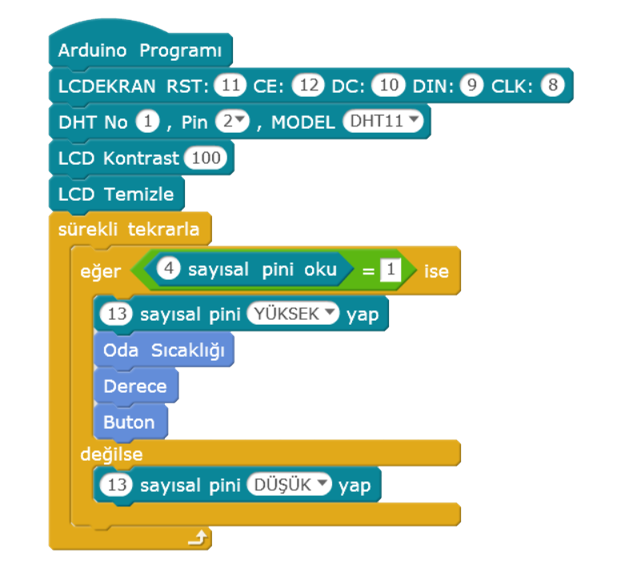 Arduino Programı
LCDEKRAN RST: 11 CE: 12 DC: 10 DIN: 9 CLK: 8
DHT No 1 , Pin 2 , MODEL DHT11
LCD Kontrast 100
LCD Temizle
sürekli tekrarla
eğer 4 sayısal pini oku = 1 ise
13 sayısal pini YÜKSEK yap
Oda Sıcaklığı
Derece
Buton
değilse
13 sayısal pini DÜŞÜK yap